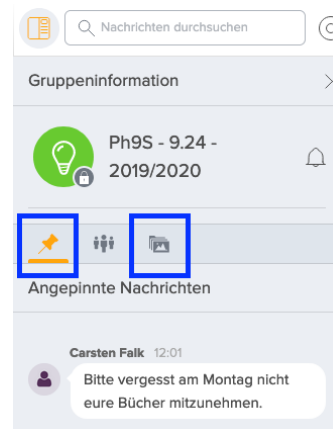 Nachrichten durchsuchen
Gruppeninformation
Ph9S - 9.24 -
2019/2020
Angepinnte Nachrichten
Carsten Falk 12:01
Bitte vergesst am Montag nicht
eure Bücher mitzunehmen.